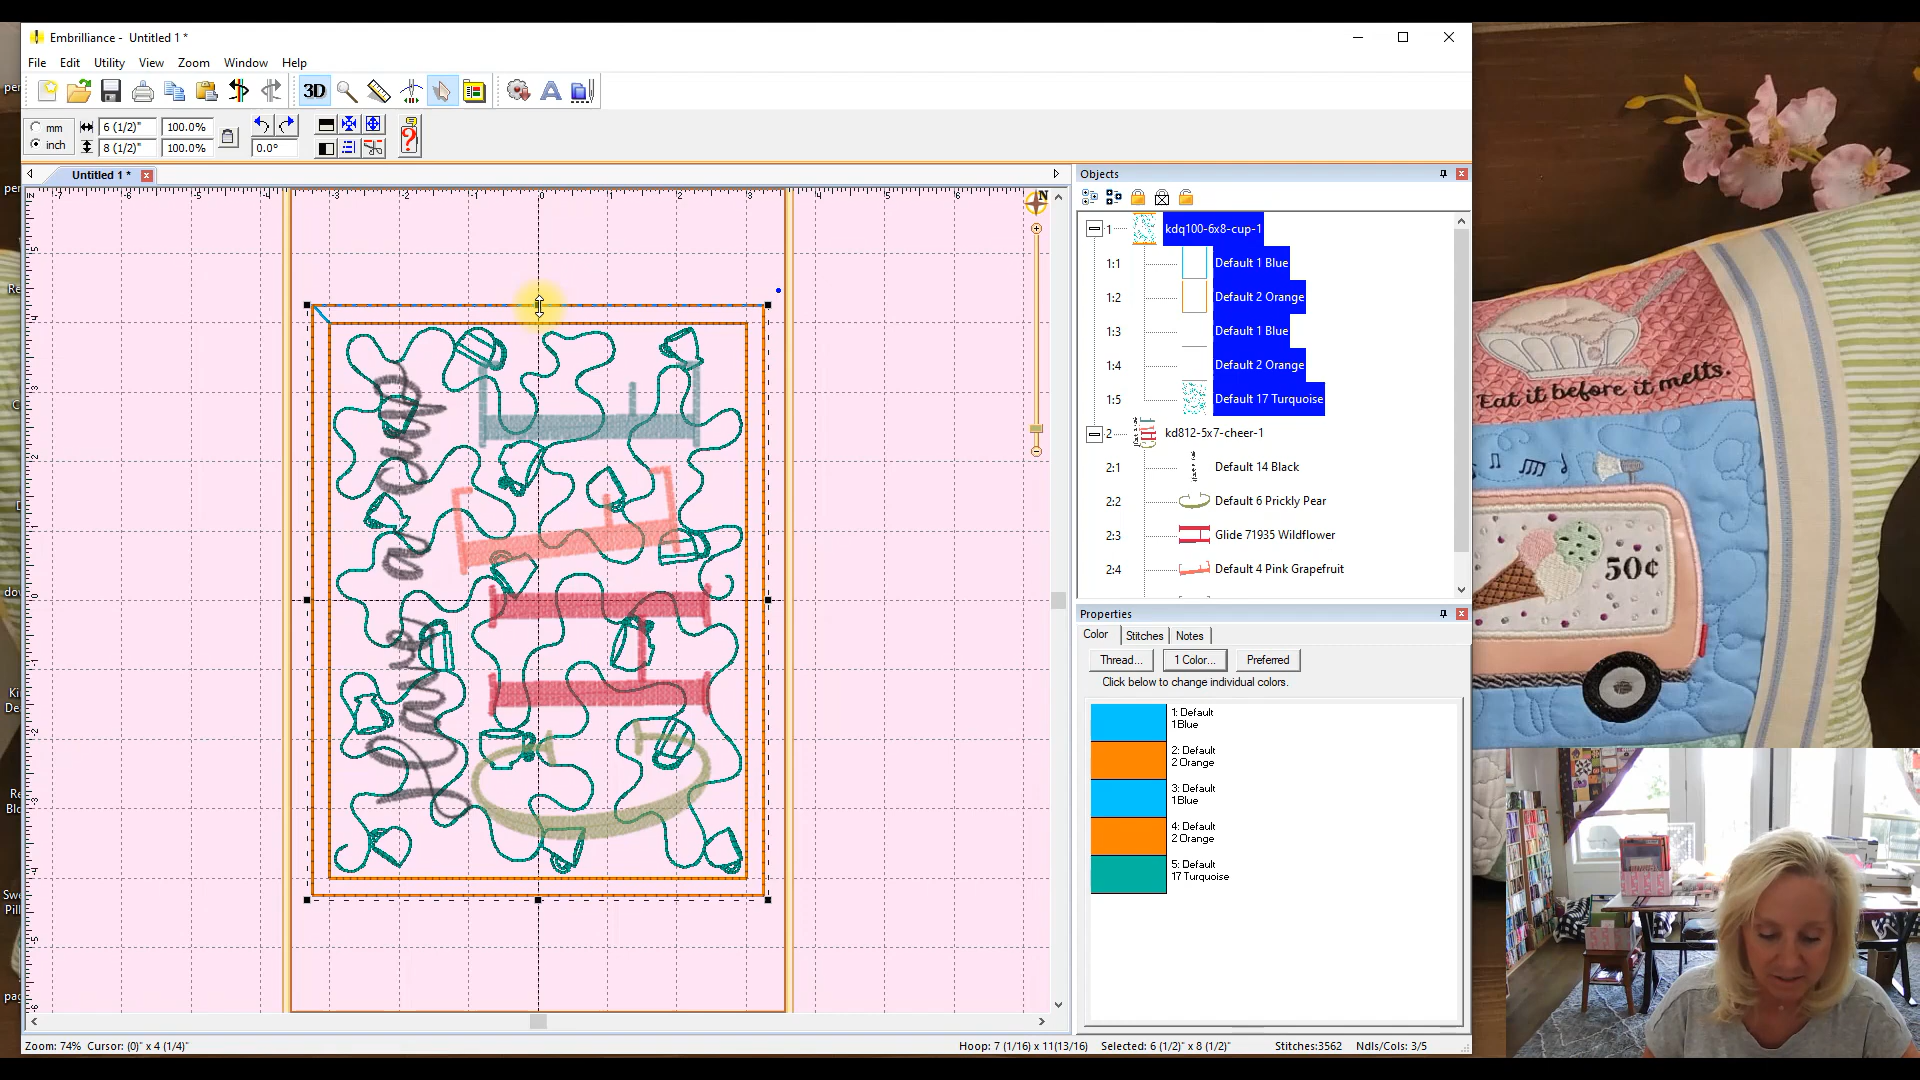 Embrilliance - Untitled 1 *
File Edit Utility View Zoom Window Help
3D
mm 6 (1/2)" 100.0%
inch 8 (1/2)" 100.0% 0.0°
Untitled 1 *
Objects
1 kdq100-6x8-cup-1
1:1 Default 1 Blue
1:2 Default 2 Orange
1:3 Default 1 Blue
1:4 Default 2 Orange
1:5 Default 17 Turquoise
2 kd812-5x7-cheer-1
2:1 Default 14 Black
2:2 Default 6 Prickly Pear
2:3 Glide 71935 Wildflower
2:4 Default 4 Pink Grapefruit
Properties
Color Stitches Notes
Thread... 1 Color... Preferred
Click below to change individual colors.
1: Default
1 Blue
2: Default
2 Orange
3: Default
1 Blue
4: Default
2 Orange
5: Default
17 Turquoise
Zoom: 74% Cursor: (0)" x 4 (1/4)" Hoop: 7 (1/16) x 11(13/16) Selected: 6 (1/2)" x 8 (1/2)" Stitches:3562 Ndls/Cols: 3/5
Eat it before it melts.
50¢